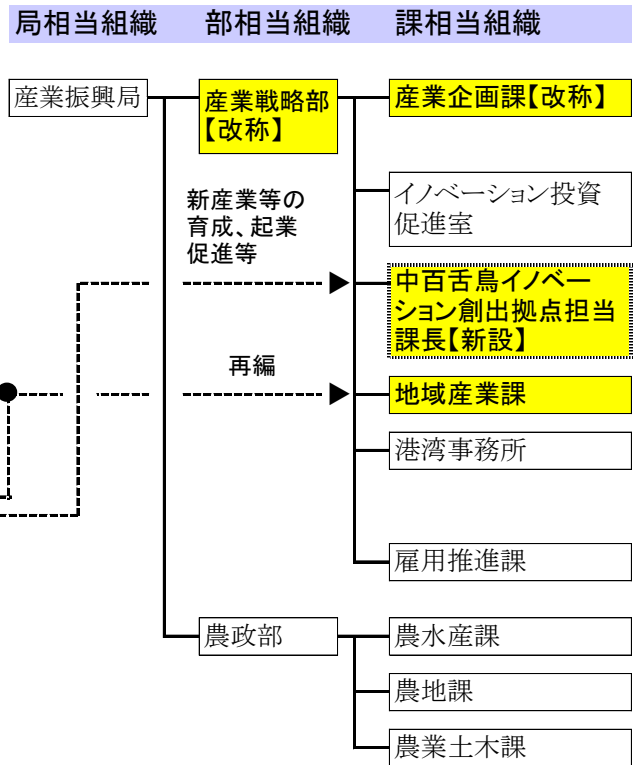 局相当組織 部相当組織 課相当組織
産業振興局
産業戦略部
【改称】
産業企画課【改称】
イノベーション投資
促進室
新産業等の
育成、起業
促進等
中百舌鳥イノベー
ション創出拠点担当
課長【新設】
再編
地域産業課
港湾事務所
雇用推進課
農政部
農水産課
農地課
農業土木課